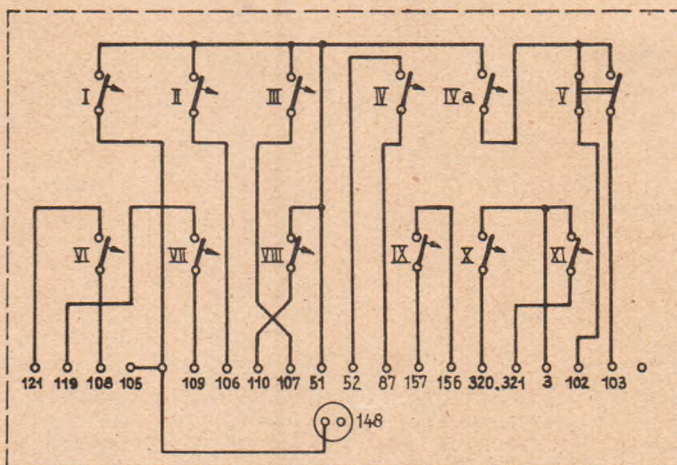 I II III IV IVa V
VI VII VIII IX X XI
121 119 108 105 109 106 110 107 51 52 87 157 156 320, 321 3 102 103
148